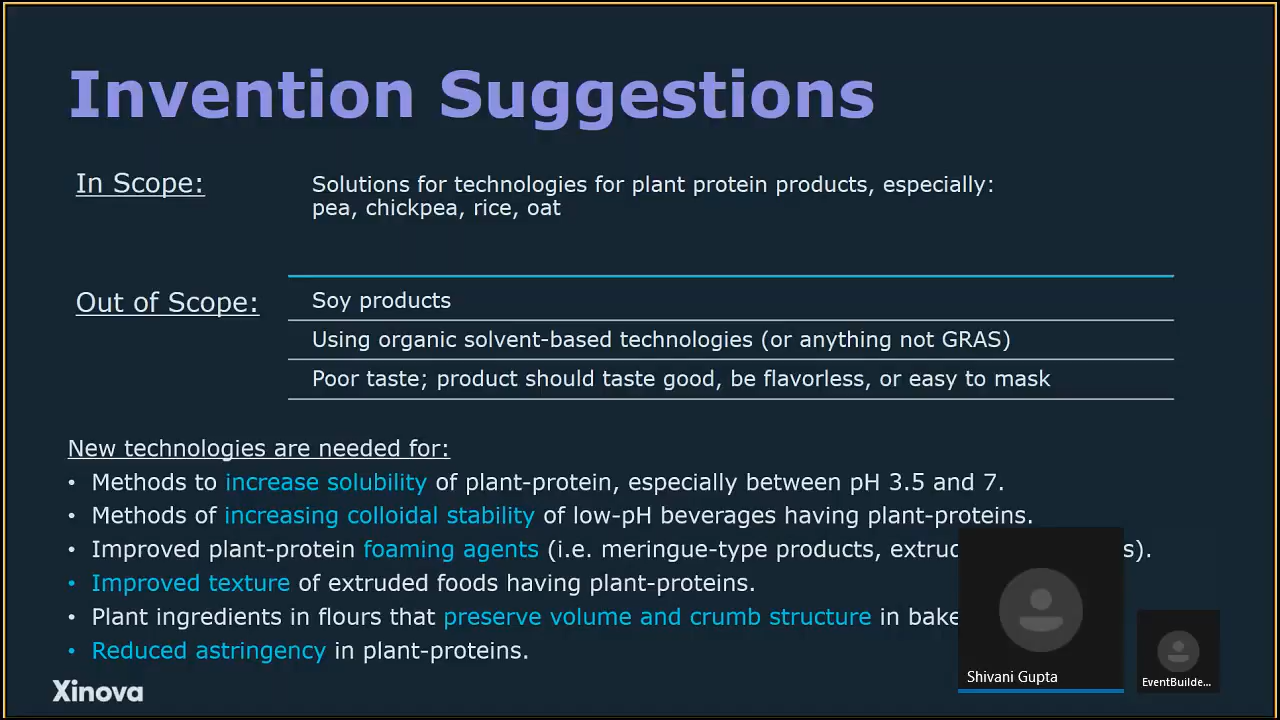 Invention Suggestions
In Scope:
Solutions for technologies for plant protein products, especially:
pea, chickpea, rice, oat
Out of Scope:
Soy products
Using organic solvent-based technologies (or anything not GRAS)
Poor taste; product should taste good, be flavorless, or easy to mask
New technologies are needed for:
• Methods to increase solubility of plant-protein, especially between pH 3.5 and 7.
• Methods of increasing colloidal stability of low-pH beverages having plant-proteins.
• Improved plant-protein foaming agents (i.e. meringue-type products, s).
• Improved texture of extruded foods having plant-proteins.
• Plant ingredients in flours that preserve volume and crumb structure in
• Reduced astringency in plant-proteins.
Xinova
Shivani Gupta
EventBuilde...